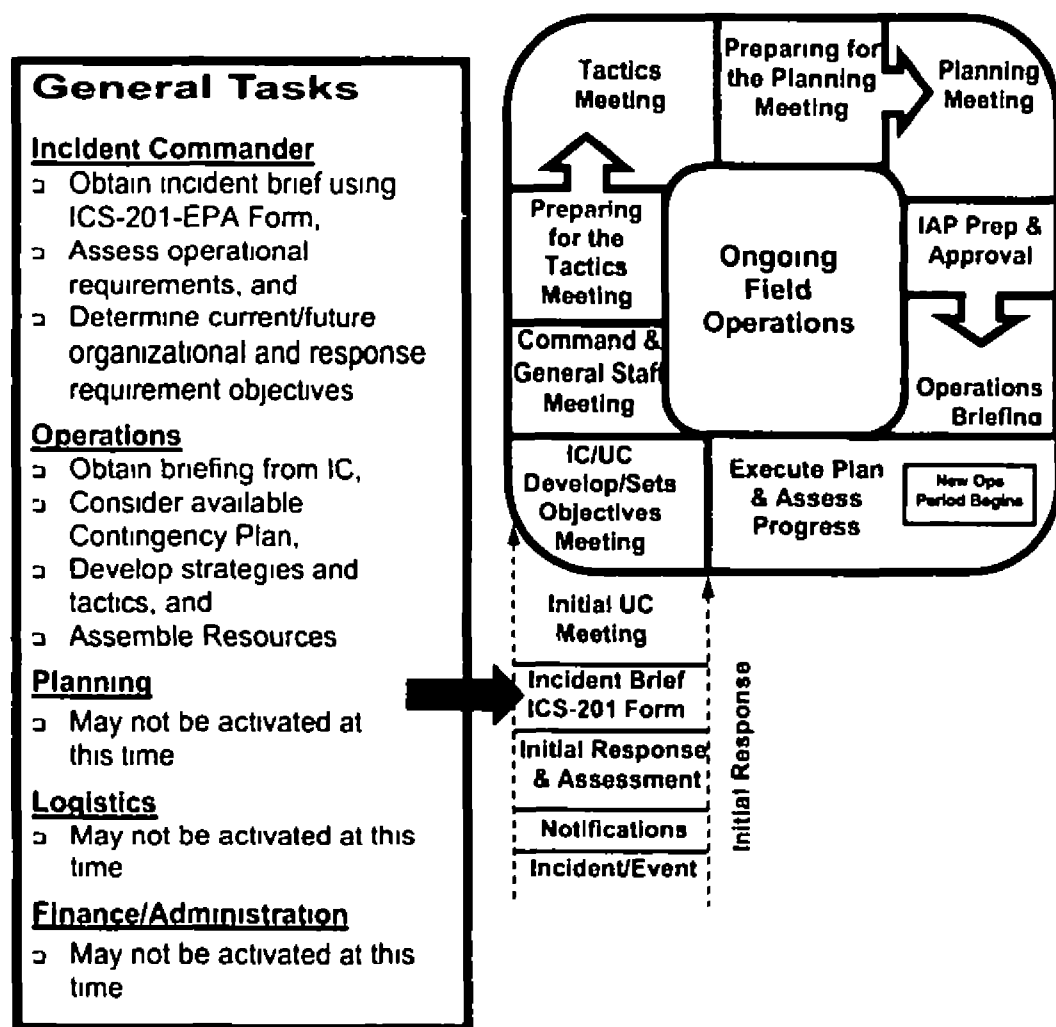 General Tasks
Incident Commander
Obtain incident brief using
ICS-201-EPA Form,
Assess operational
requirements, and
Determine current/future
organizational and response
requirement objectives
Operations
Obtain briefing from IC,
Consider available
Contingency Plan,
Develop strategies and
tactics, and
Assemble Resources
Planning
May not be activated at
this time
Logistics
May not be activated at this
time
Finance/Administration
May not be activated at this
time
Tactics
Meeting
Preparing for
the Planning
Meeting
Planning
Meeting
Preparing
for the
Tactics
Meeting
Ongoing
Field
Operations
IAP Prep &
Approval
Command &
General Staff
Meeting
Operations
Briefing
IC/UC
Develop/Sets
Objectives
Meeting
Execute Plan
& Assess
Progress
New Ops
Period Begins
Initial UC
Meeting
Incident Brief
ICS-201 Form
Initial Response
& Assessment
Notifications
Incident/Event
Initial Response